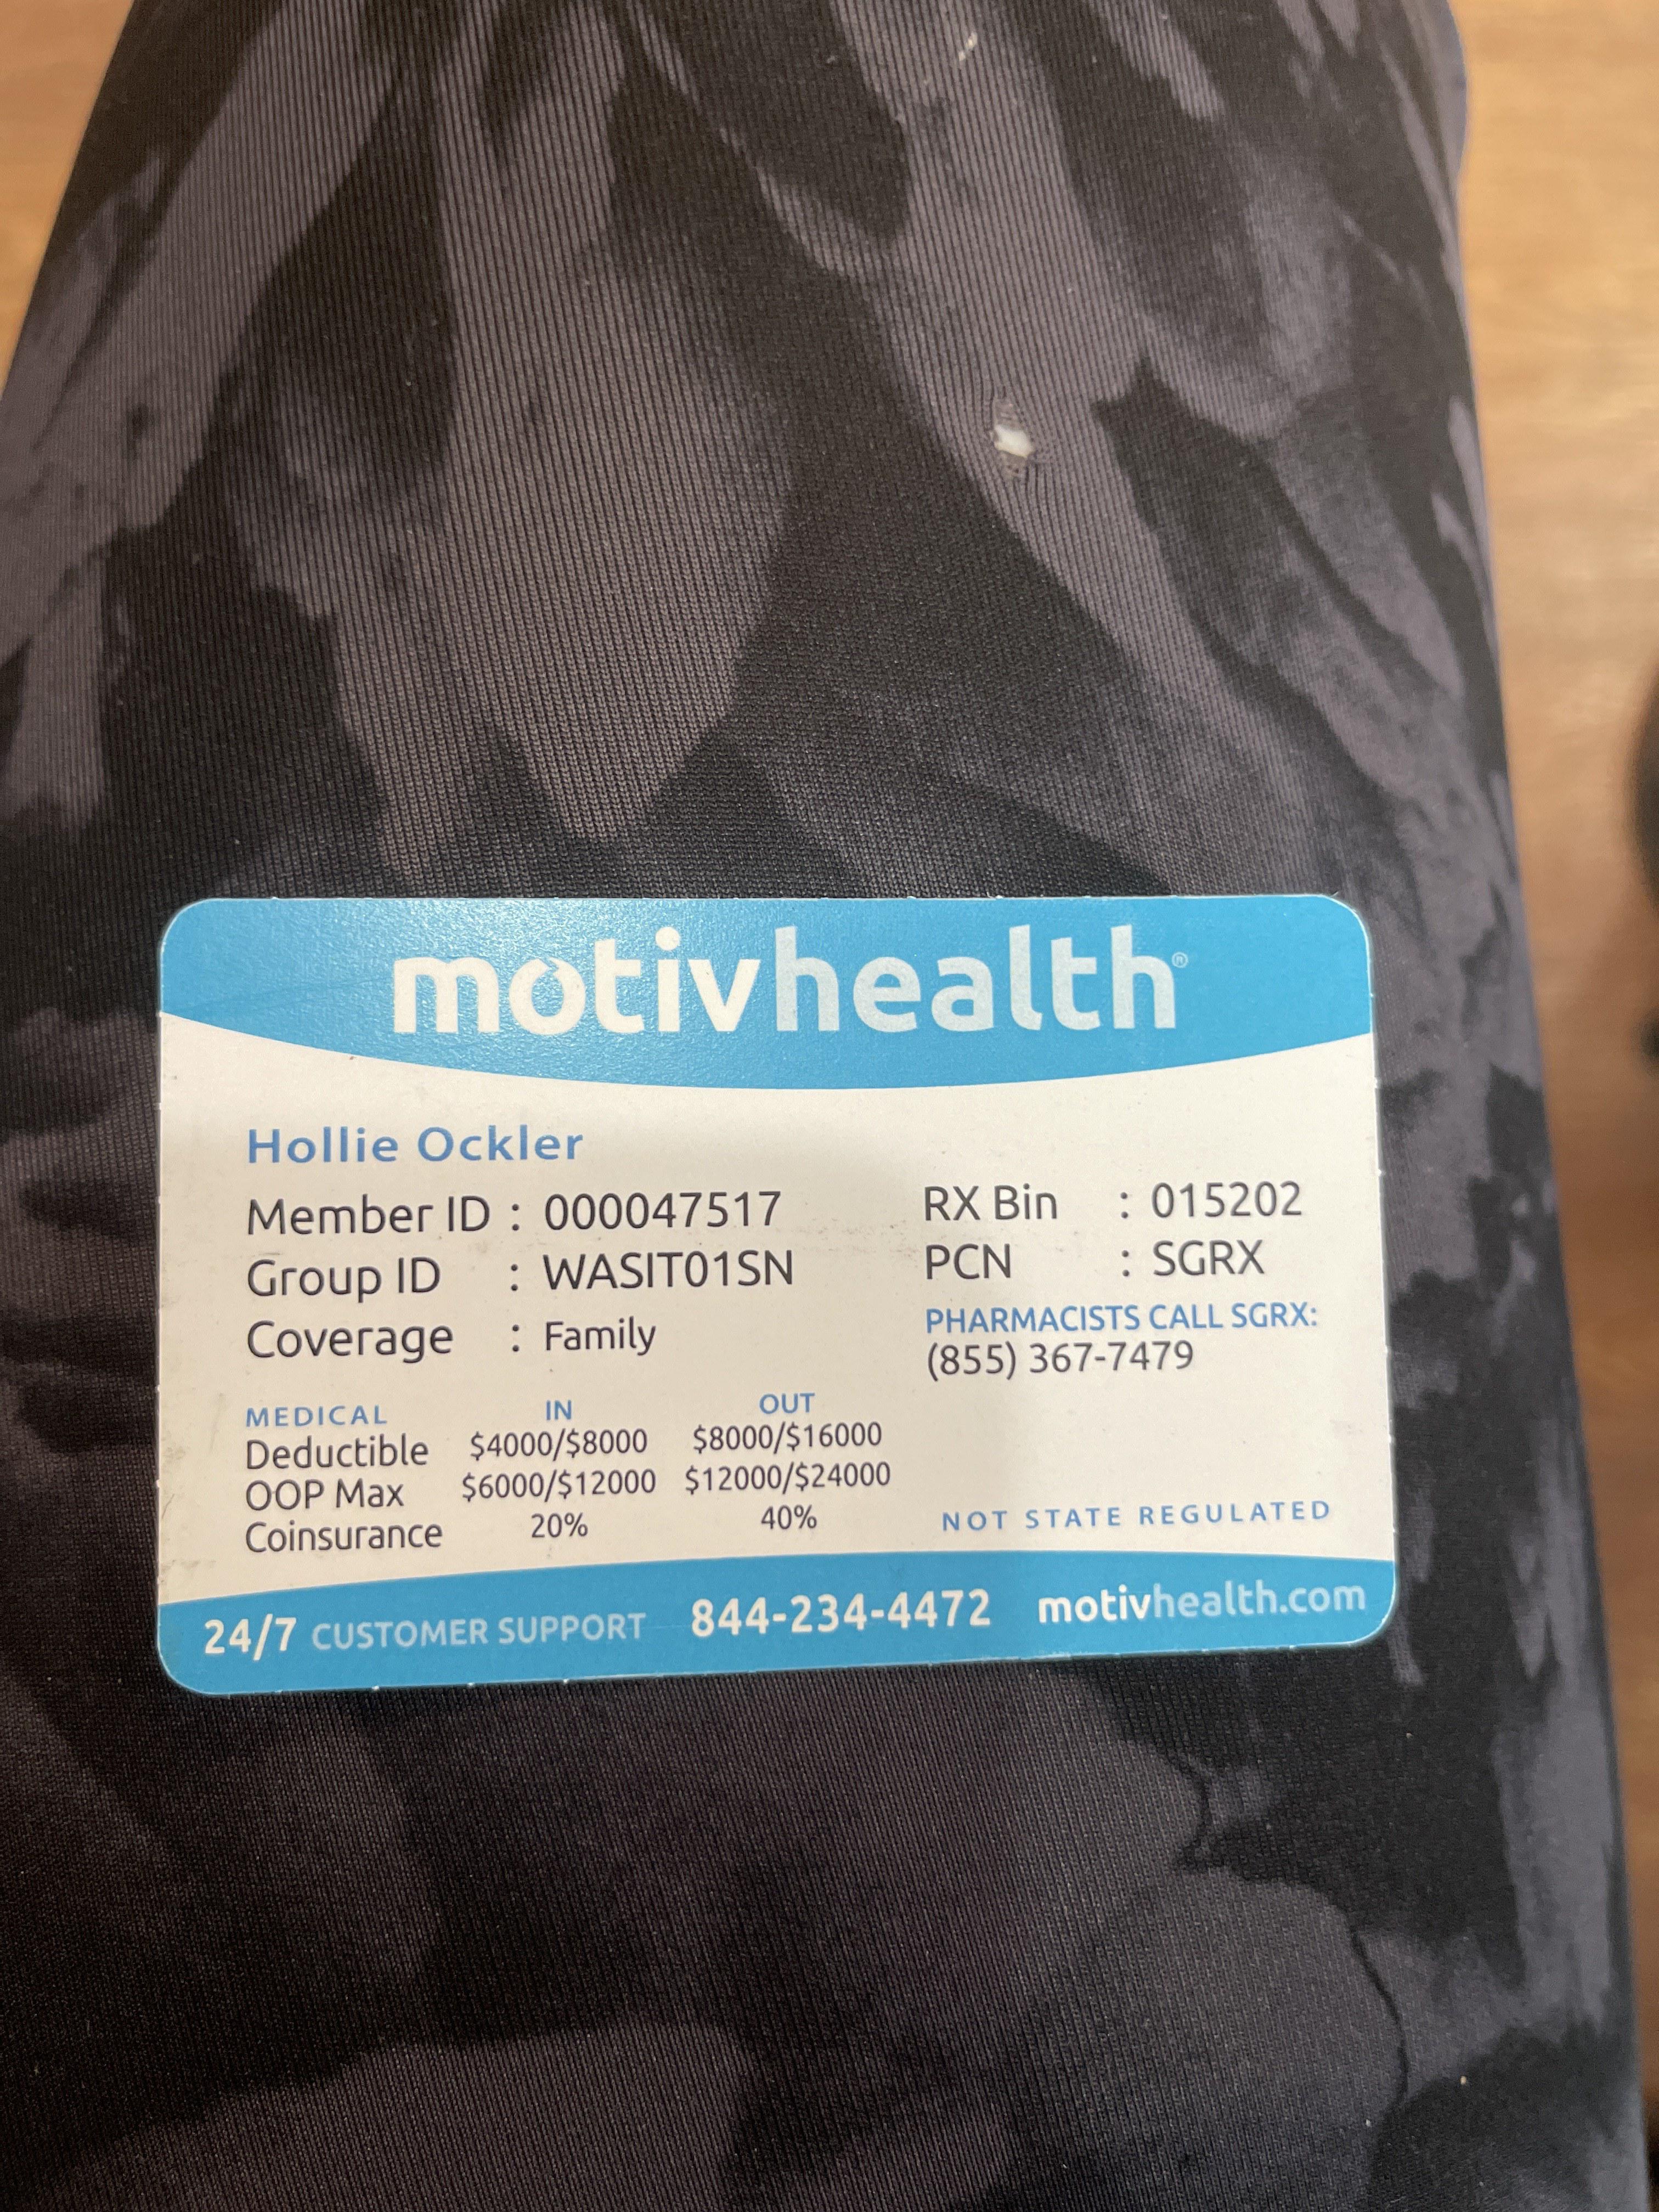 motivhealth®
Hollie Ockler
Member ID : 000047517
Group ID : WASIT01SN
Coverage : Family
RX Bin : 015202
PCN : SGRX
PHARMACISTS CALL SGRX:
(855) 367-7479
MEDICAL IN OUT
Deductible $4000/$8000 $8000/$16000
OOP Max $6000/$12000 $12000/$24000
Coinsurance 20% 40%
NOT STATE REGULATED
24/7 CUSTOMER SUPPORT 844-234-4472 motivhealth.com